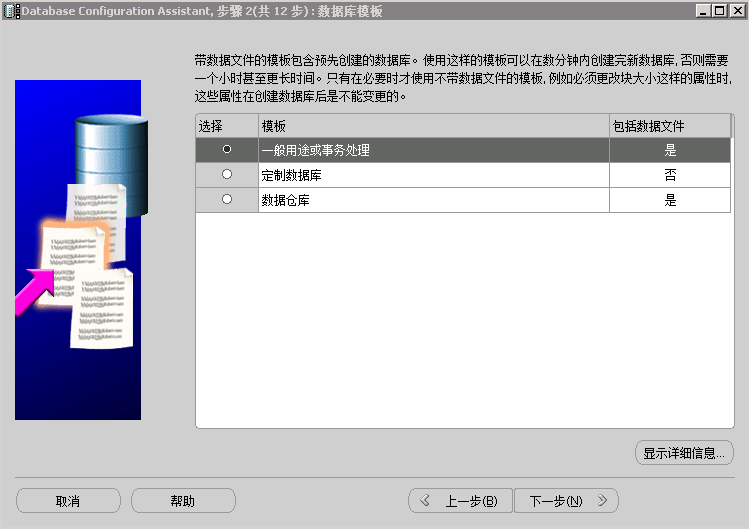 Database Configuration Assistant, 步骤 2(共 12 步) : 数据库模板
带数据文件的模板包含预先创建的数据库。使用这样的模板可以在数分钟内创建完新数据库, 否则需要
一个小时甚至更长时间。只有在必要时才使用不带数据文件的模板, 例如必须更改块大小这样的属性时,
这些属性在创建数据库后是不能变更的。
选择 模板 包括数据文件
一般用途或事务处理 是
定制数据库 否
数据仓库 是
显示详细信息...
取消 帮助 上一步(B) 下一步(N)